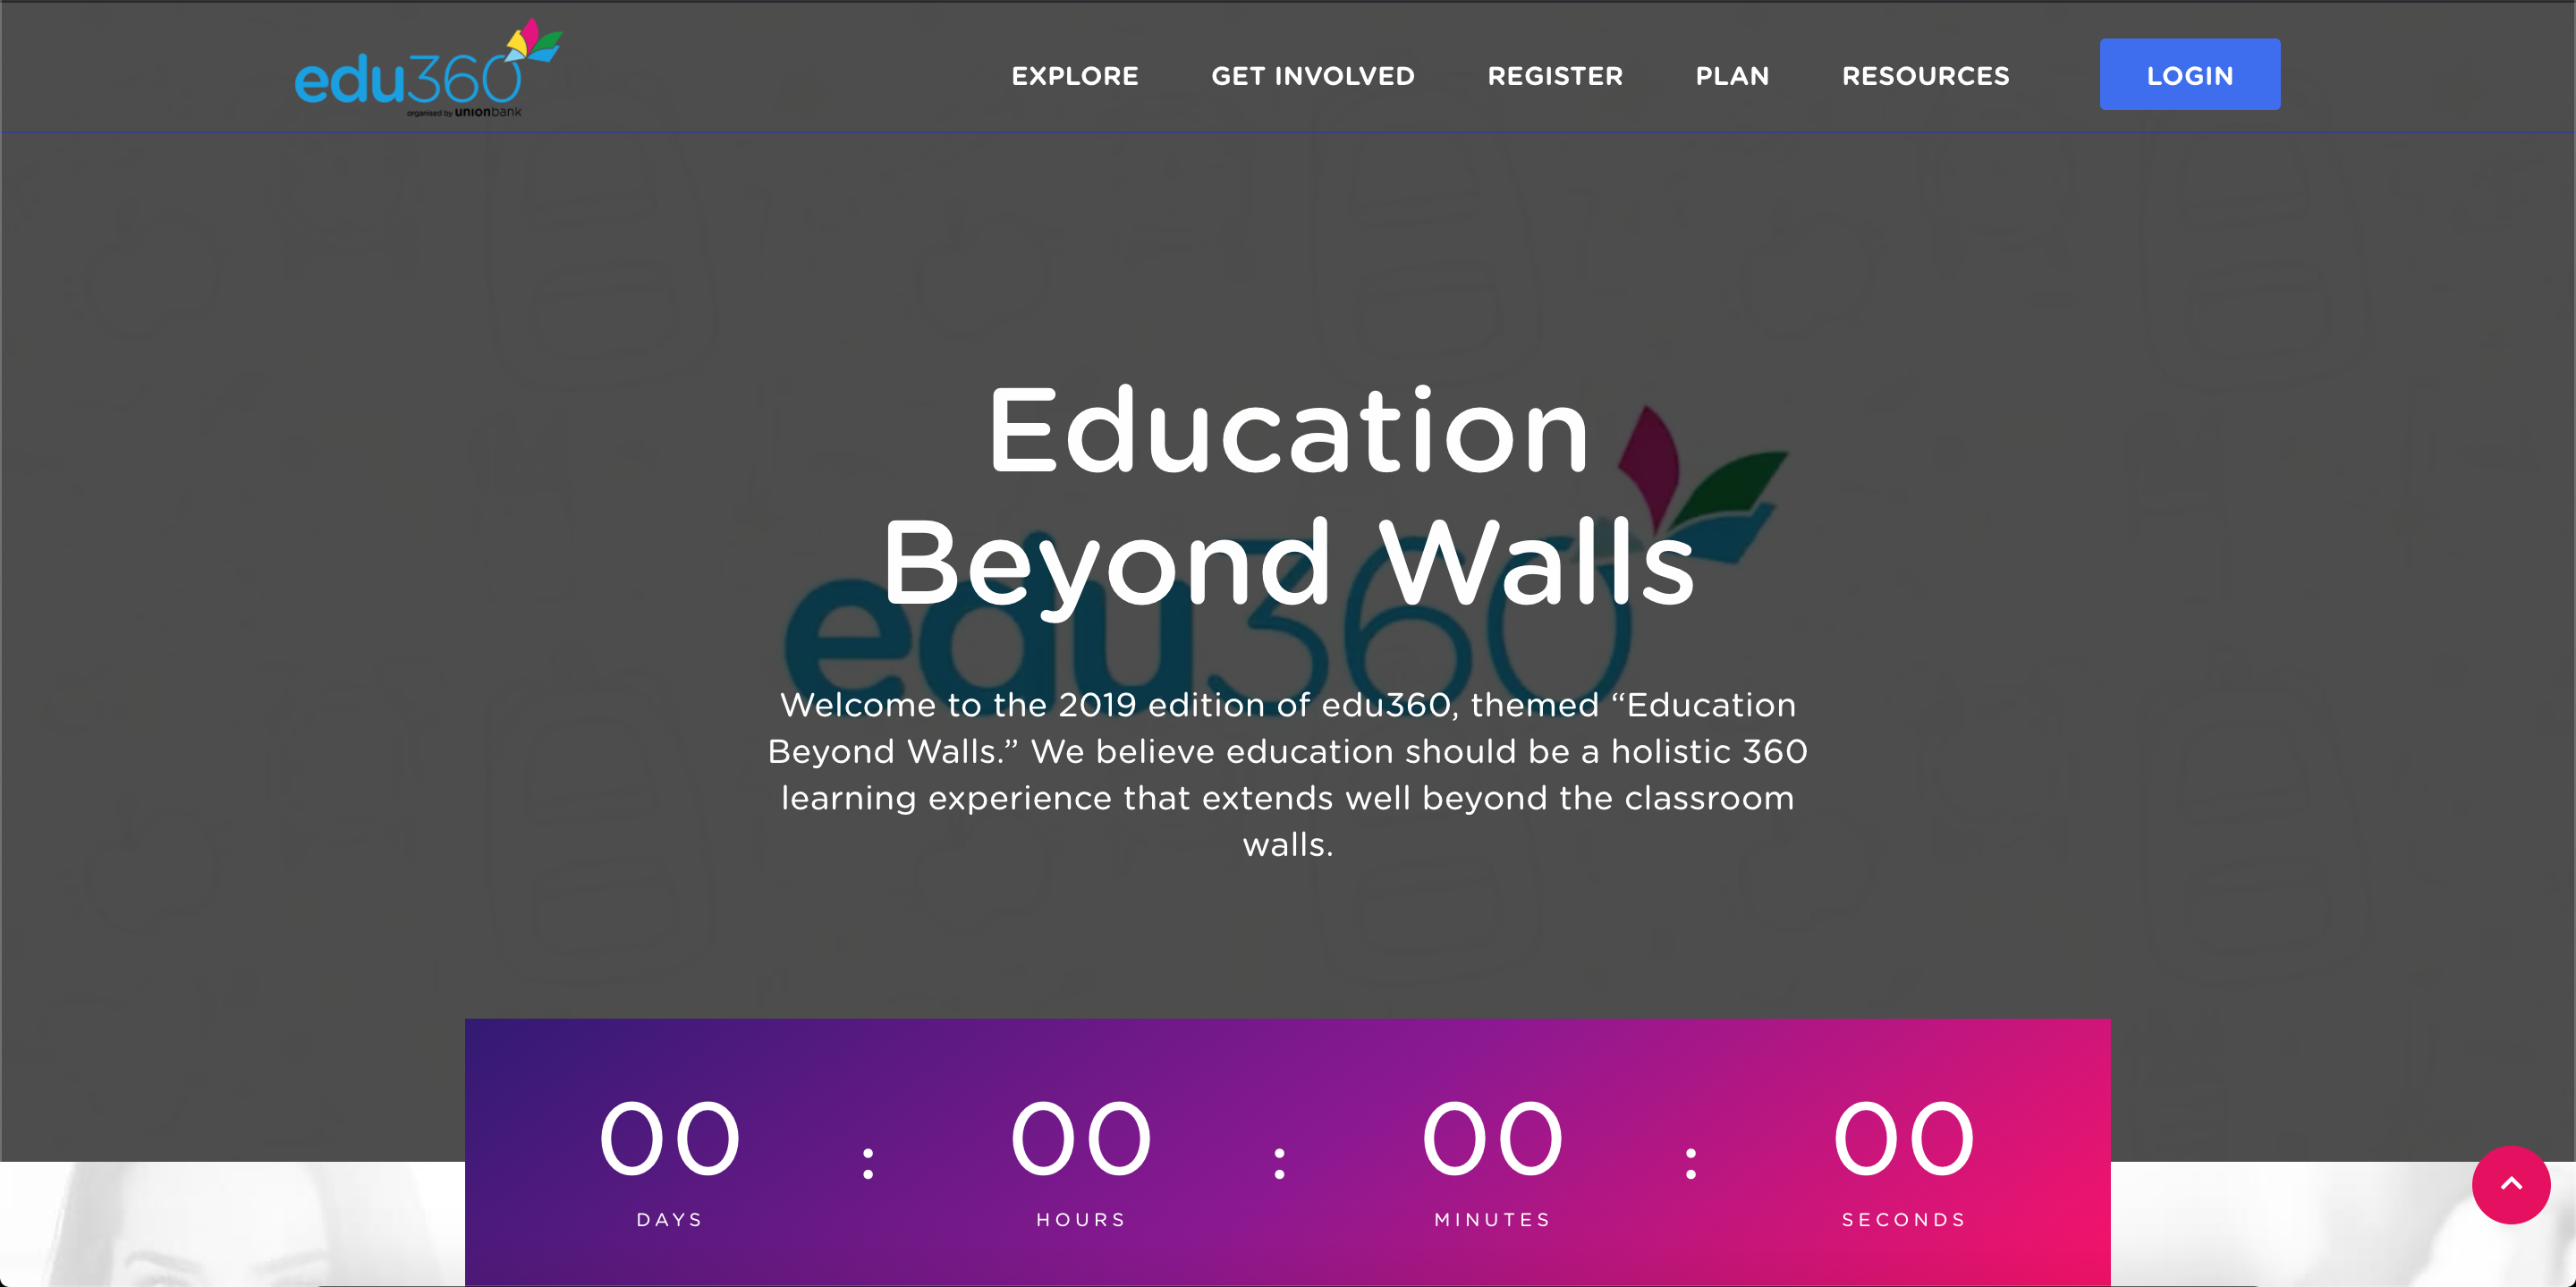 edu360
organised by unionbank
EXPLORE
GET INVOLVED
REGISTER
PLAN
RESOURCES
LOGIN
Education
Beyond Walls
edu360
Welcome to the 2019 edition of edu360, themed “Education
Beyond Walls.” We believe education should be a holistic 360
learning experience that extends well beyond the classroom
walls.
00 : 00 : 00 : 00
DAYS HOURS MINUTES SECONDS